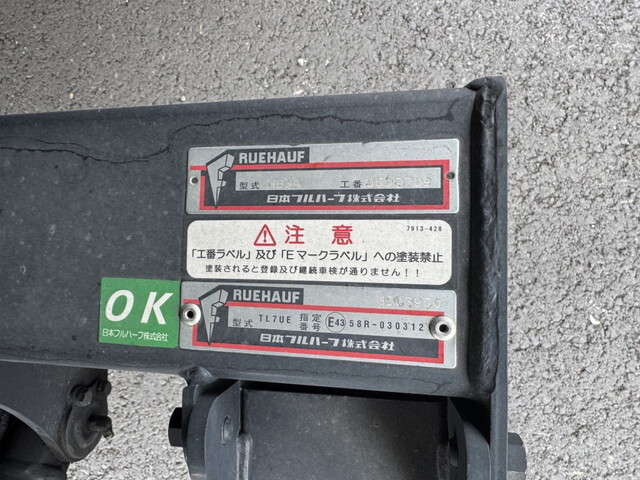 RUEHAUF
型式 工番
日本フルハーフ株式会社
7913-428
注意
「工番ラベル」及び「Eマークラベル」への塗装禁止
塗装されると登録及び継続車検が通りません!!
OK
日本フルハーフ株式会社
RUEHAUF
型式 TL7UE 指定番号 E43 58R-030312
日本フルハーフ株式会社